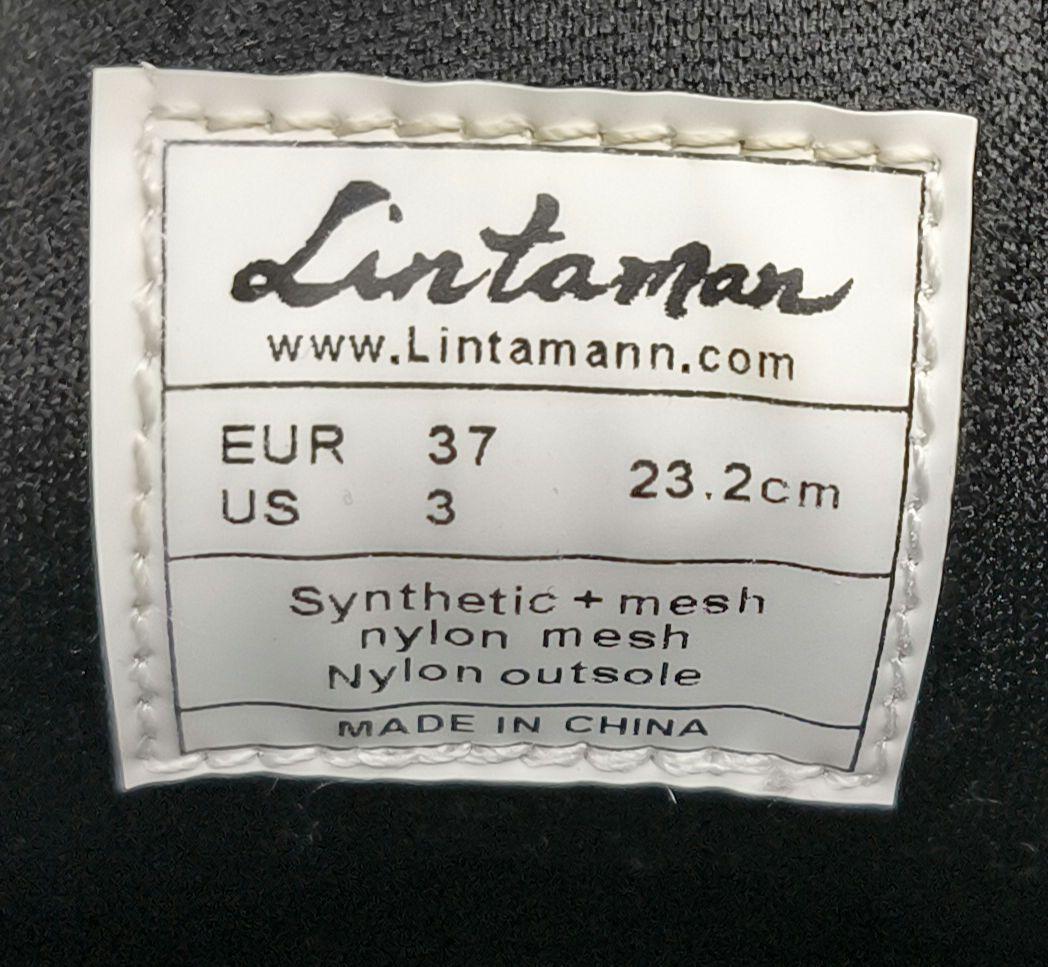 Lintaman
www.Lintamann.com
EUR 37
US 3
23.2cm
Synthetic + mesh
nylon mesh
Nylon outsole
MADE IN CHINA